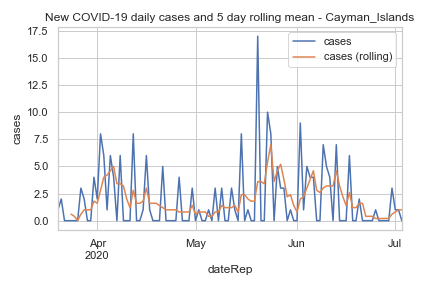 New COVID-19 daily cases and 5 day rolling mean - Cayman_Islands
cases
cases (rolling)
17.5
15.0
12.5
10.0
7.5
5.0
2.5
0.0
cases
Apr
2020
May
Jun
Jul
dateRep